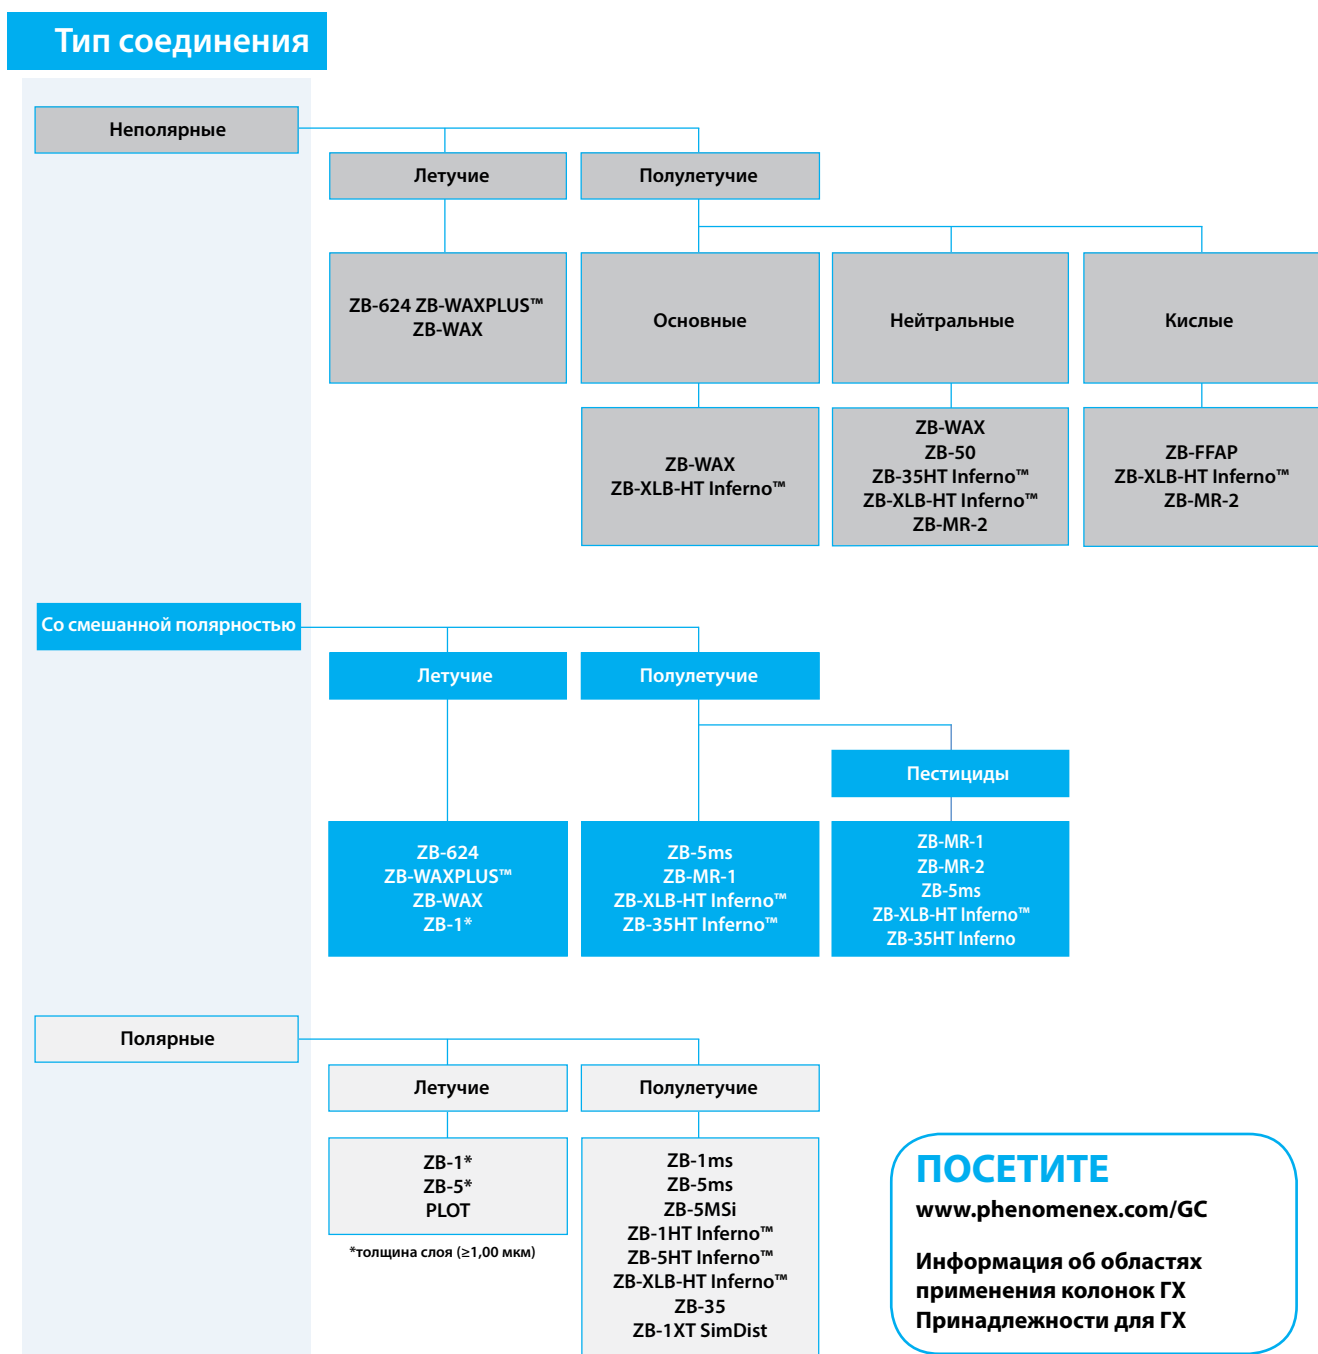 Тип соединения
Неполярные
Летучие
Полулетучие
ZB-624 ZB-WAXPLUS™
ZB-WAX
Основные
Нейтральные
Кислые
ZB-WAX
ZB-XLB-HT Inferno™
ZB-WAX
ZB-50
ZB-35HT Inferno™
ZB-XLB-HT Inferno™
ZB-MR-2
ZB-FFAP
ZB-XLB-HT Inferno™
ZB-MR-2
Со смешанной полярностью
Летучие
Полулетучие
Пестициды
ZB-624
ZB-WAXPLUS™
ZB-WAX
ZB-1*
ZB-5ms
ZB-MR-1
ZB-XLB-HT Inferno™
ZB-35HT Inferno™
ZB-MR-1
ZB-MR-2
ZB-5ms
ZB-XLB-HT Inferno™
ZB-35HT Inferno
Полярные
Летучие
Полулетучие
ZB-1*
ZB-5*
PLOT
*толщина слоя (≥1,00 мкм)
ZB-1ms
ZB-5ms
ZB-5MSi
ZB-1HT Inferno™
ZB-5HT Inferno™
ZB-XLB-HT Inferno™
ZB-35
ZB-1XT SimDist
ПОСЕТИТЕ
www.phenomenex.com/GC
Информация об областях
применения колонок ГХ
Принадлежности для ГХ